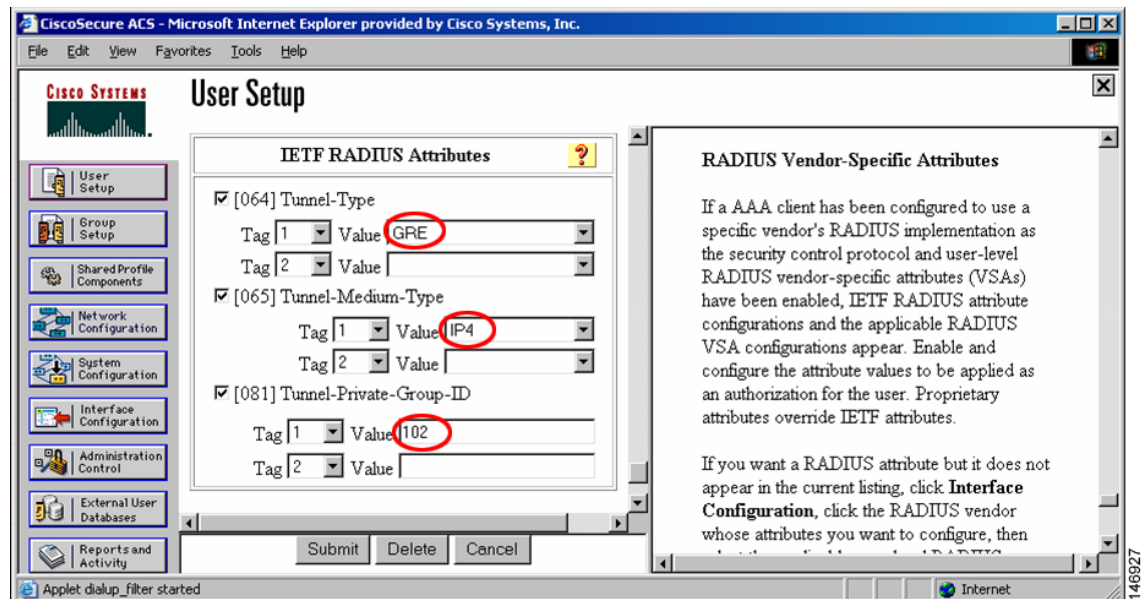 CiscoSecure ACS - Microsoft Internet Explorer provided by Cisco Systems, Inc.
File Edit View Favorites Tools Help
CISCO SYSTEMS
User Setup
User
Setup
Group
Setup
Shared Profile
Components
Network
Configuration
System
Configuration
Interface
Configuration
Administration
Control
External User
Databases
Reports and
Activity
IETF RADIUS Attributes ?
[064] Tunnel-Type
Tag 1 Value GRE
Tag 2 Value
[065] Tunnel-Medium-Type
Tag 1 Value IP4
Tag 2 Value
[081] Tunnel-Private-Group-ID
Tag 1 Value 102
Tag 2 Value
Submit Delete Cancel
RADIUS Vendor-Specific Attributes
If a AAA client has been configured to use a
specific vendor's RADIUS implementation as
the security control protocol and user-level
RADIUS vendor-specific attributes (VSAs)
have been enabled, IETF RADIUS attribute
configurations and the applicable RADIUS
VSA configurations appear. Enable and
configure the attribute values to be applied as
an authorization for the user. Proprietary
attributes override IETF attributes.
If you want a RADIUS attribute but it does not
appear in the current listing, click Interface
Configuration, click the RADIUS vendor
whose attributes you want to configure, then
Applet dialup_filter started
Internet
146927